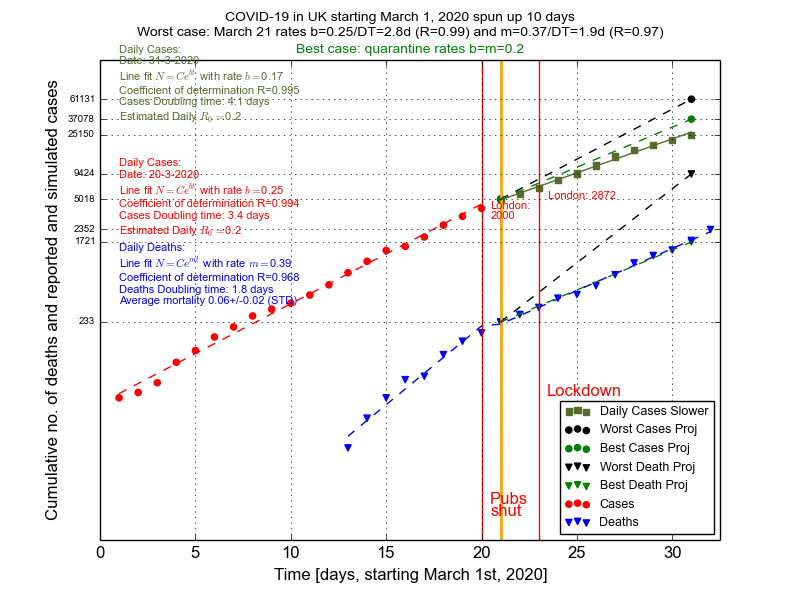 COVID-19 in UK starting March 1, 2020 spun up 10 days
Worst case: March 21 rates b=0.25/DT=2.8d (R=0.99) and m=0.37/DT=1.9d (R=0.97)
Best case: quarantine rates b=m=0.2
Daily Cases:
Date: 31-3-2020
Line fit N = Ce^{bt}, with rate b=0.17
Coefficient of determination R=0.995
Cases Doubling time: 4.1 days
Estimated Daily R_0=0.2
Daily Cases:
Date: 20-3-2020
Line fit N = Ce^{bt}, with rate b=0.25
Coefficient of determination R=0.994
Cases Doubling time: 3.4 days
Estimated Daily R_0=0.2
Daily Deaths:
Line fit N = Ce^{mt} with rate m=0.39
Coefficient of determination R=0.968
Deaths Doubling time: 1.8 days
Average mortality 0.06+/-0.02 (STD)
61131
37078
25150
9424
5018
2352
1721
233
Cumulative no. of deaths and reported and simulated cases
London:
2000
London: 2872
Lockdown
Pubs
shut
Daily Cases Slower
Worst Cases Proj
Best Cases Proj
Worst Death Proj
Best Death Proj
Cases
Deaths
0 5 10 15 20 25 30
Time [days, starting March 1st, 2020]